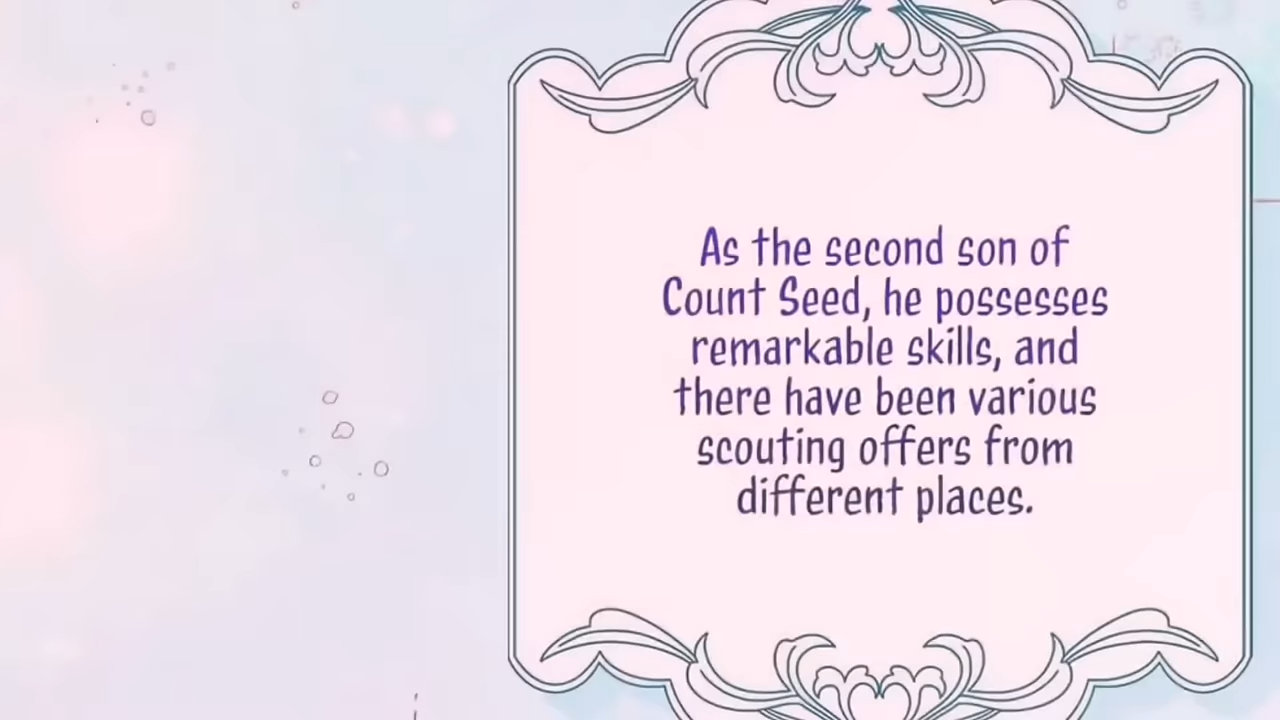 As the second son of
Count Seed, he possesses
remarkable skills, and
there have been various
scouting offers from
different places.